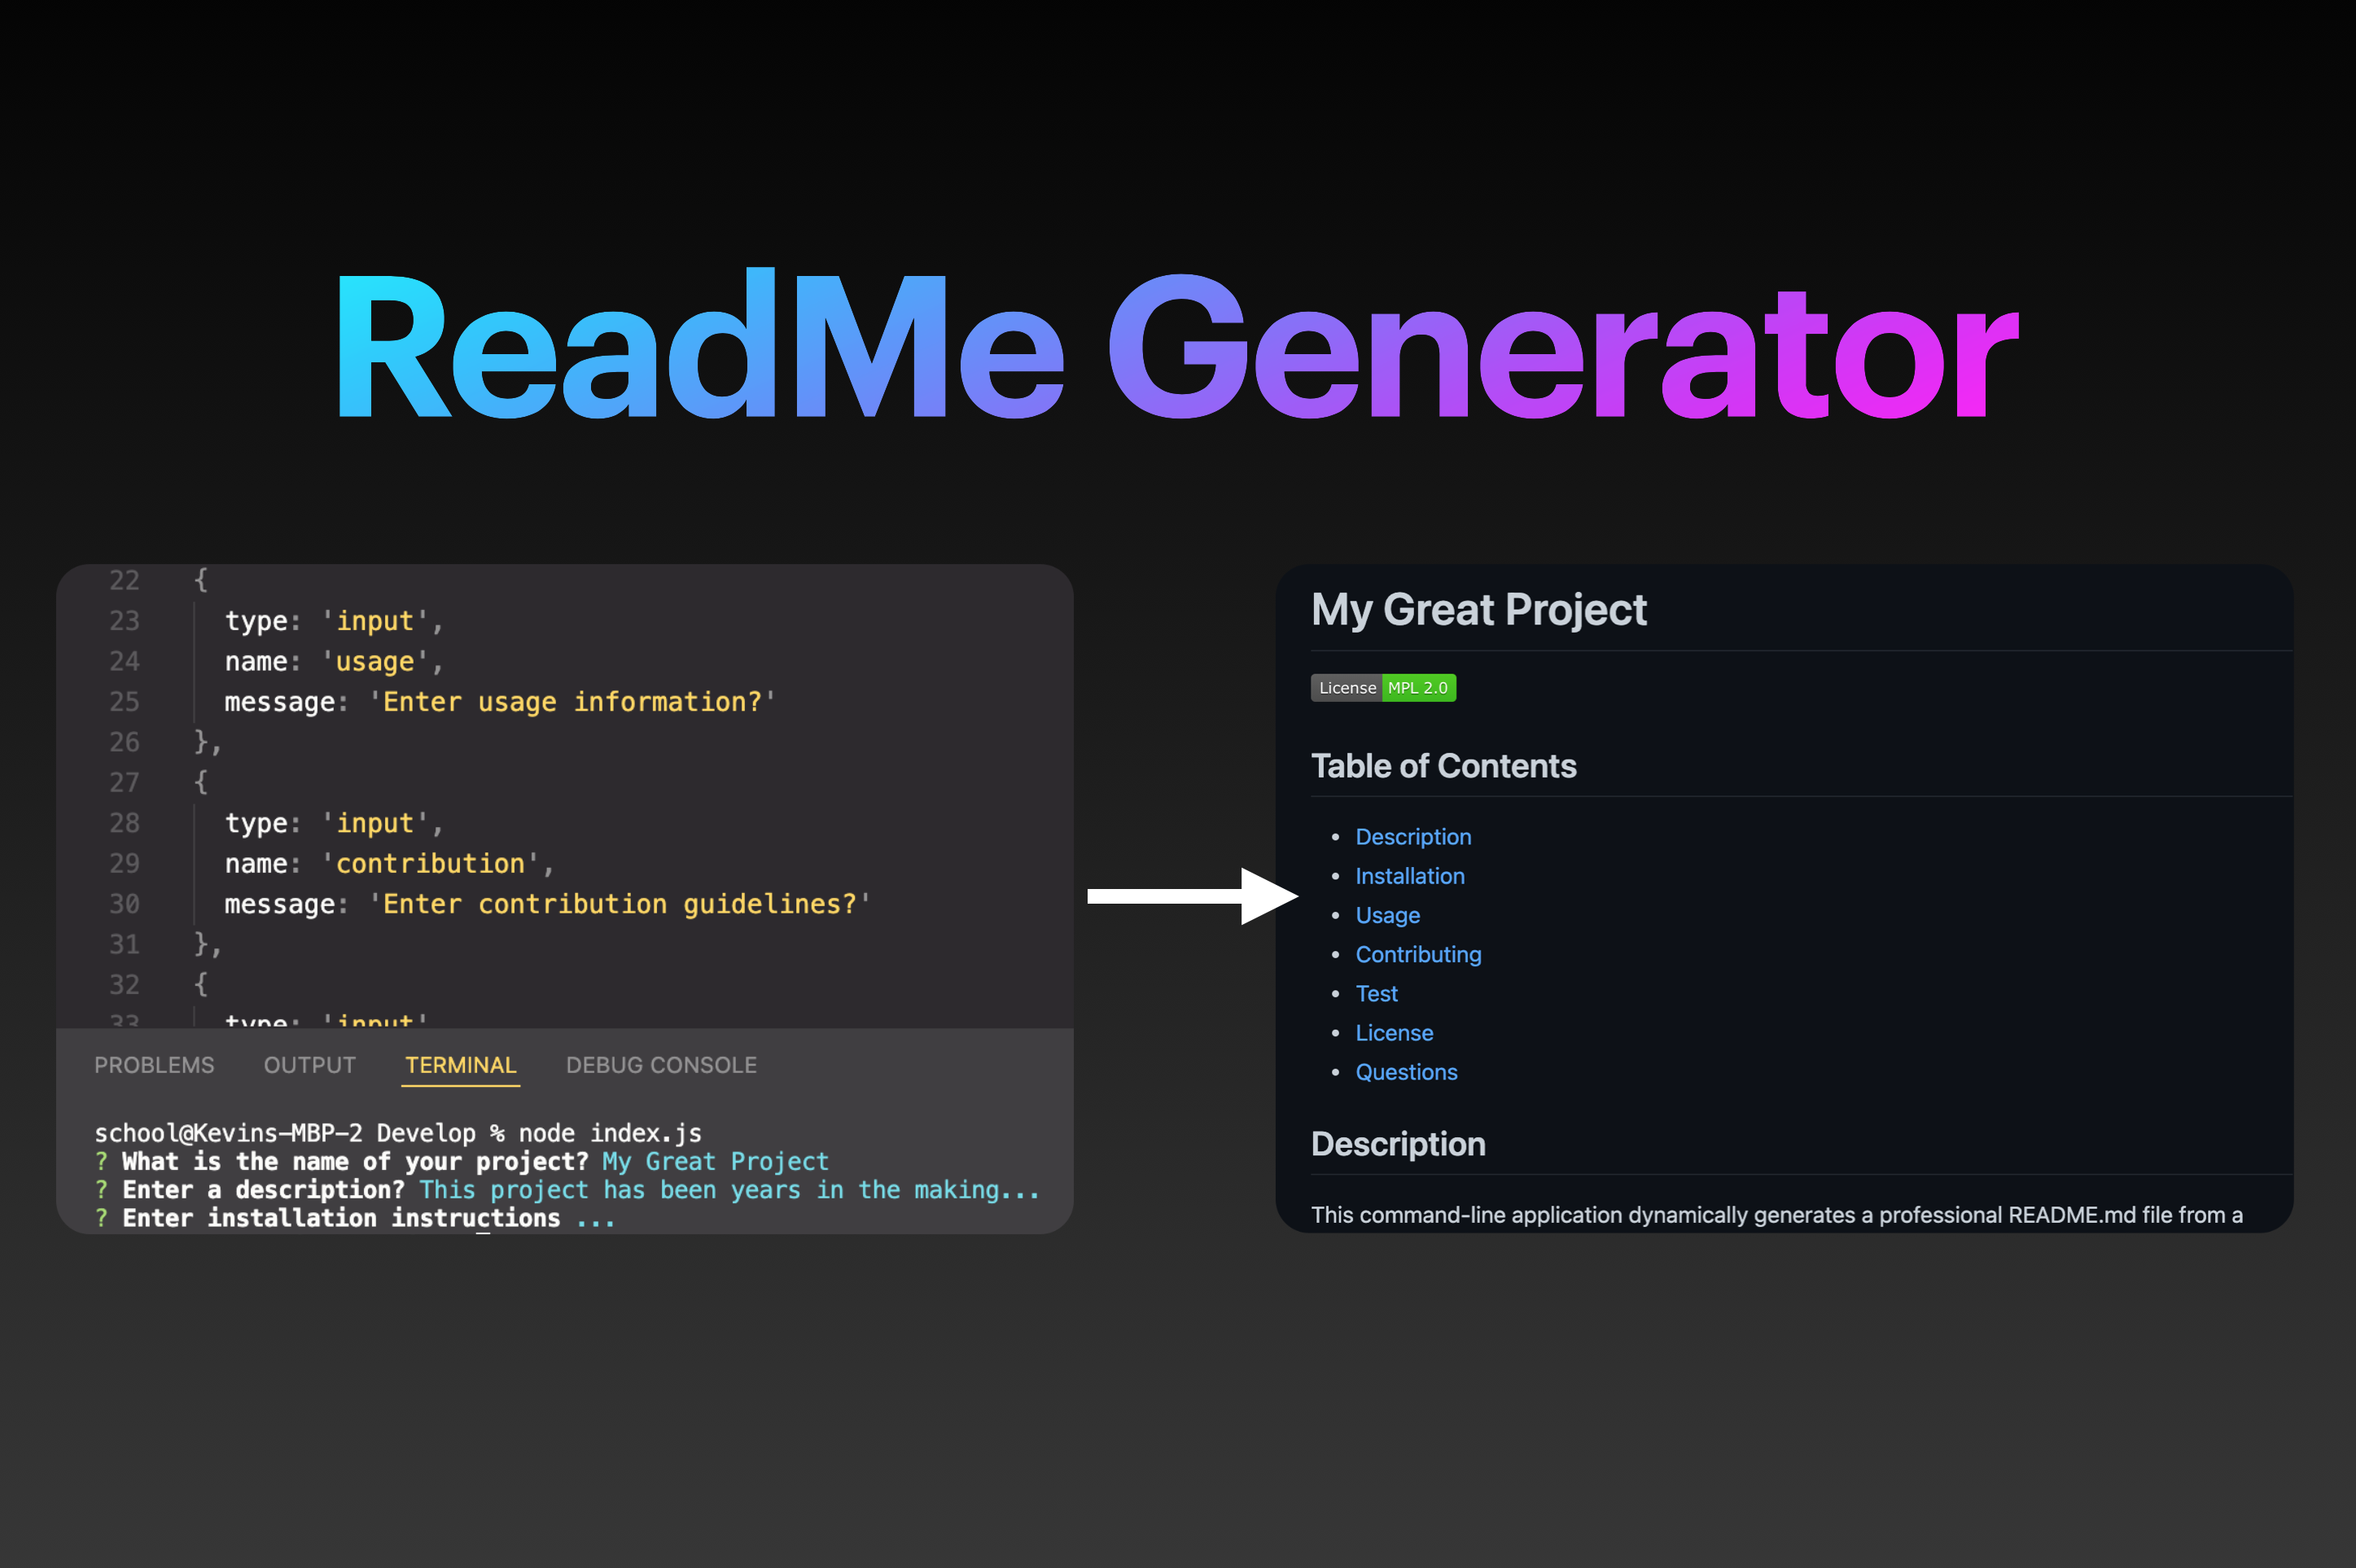 ReadMe Generator
22 {
23 type: 'input',
24 name: 'usage',
25 message: 'Enter usage information?'
26 },
27 {
28 type: 'input',
29 name: 'contribution',
30 message: 'Enter contribution guidelines?'
31 },
32 {
33 type: 'input'
PROBLEMS OUTPUT TERMINAL DEBUG CONSOLE
school@Kevins-MBP-2 Develop % node index.js
? What is the name of your project? My Great Project
? Enter a description? This project has been years in the making...
? Enter installation instructions ...
My Great Project
License MPL 2.0
Table of Contents
• Description
• Installation
• Usage
• Contributing
• Test
• License
• Questions
Description
This command-line application dynamically generates a professional README.md file from a